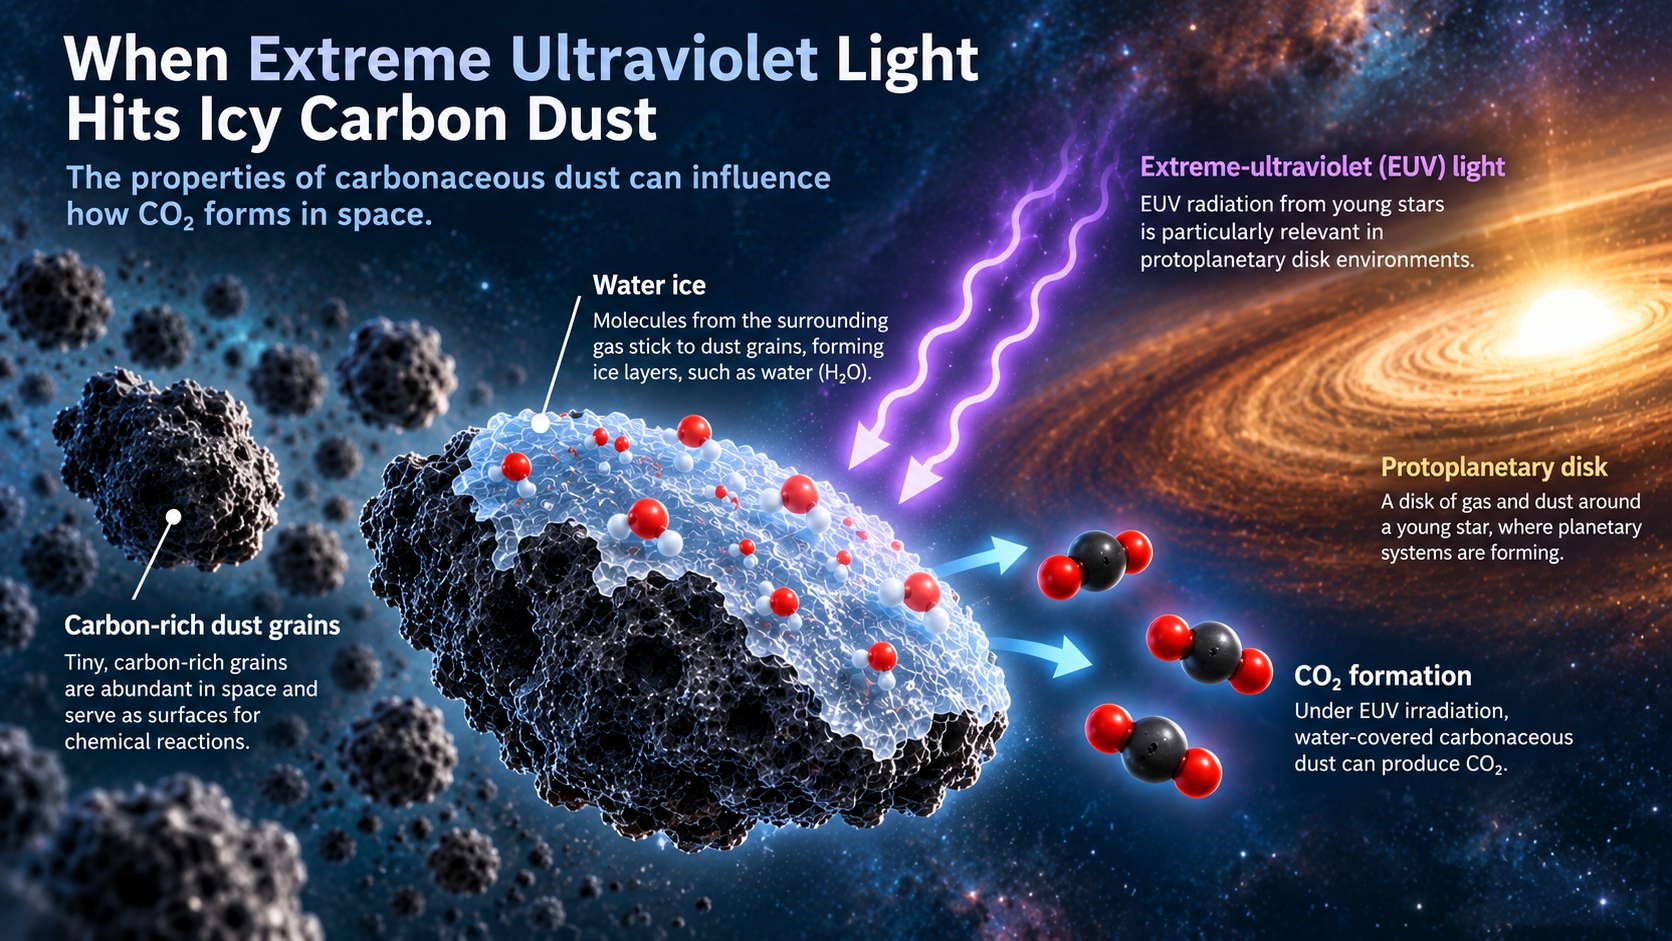 When Extreme Ultraviolet Light
Hits Icy Carbon Dust
The properties of carbonaceous dust can influence
how CO₂ forms in space.
Extreme-ultraviolet (EUV) light
EUV radiation from young stars
is particularly relevant in
protoplanetary disk environments.
Water ice
Molecules from the surrounding
gas stick to dust grains, forming
ice layers, such as water (H₂O).
Protoplanetary disk
A disk of gas and dust around
a young star, where planetary
systems are forming.
Carbon-rich dust grains
Tiny, carbon-rich grains
are abundant in space and
serve as surfaces for
chemical reactions.
CO₂ formation
Under EUV irradiation,
water-covered carbonaceous
dust can produce CO₂.